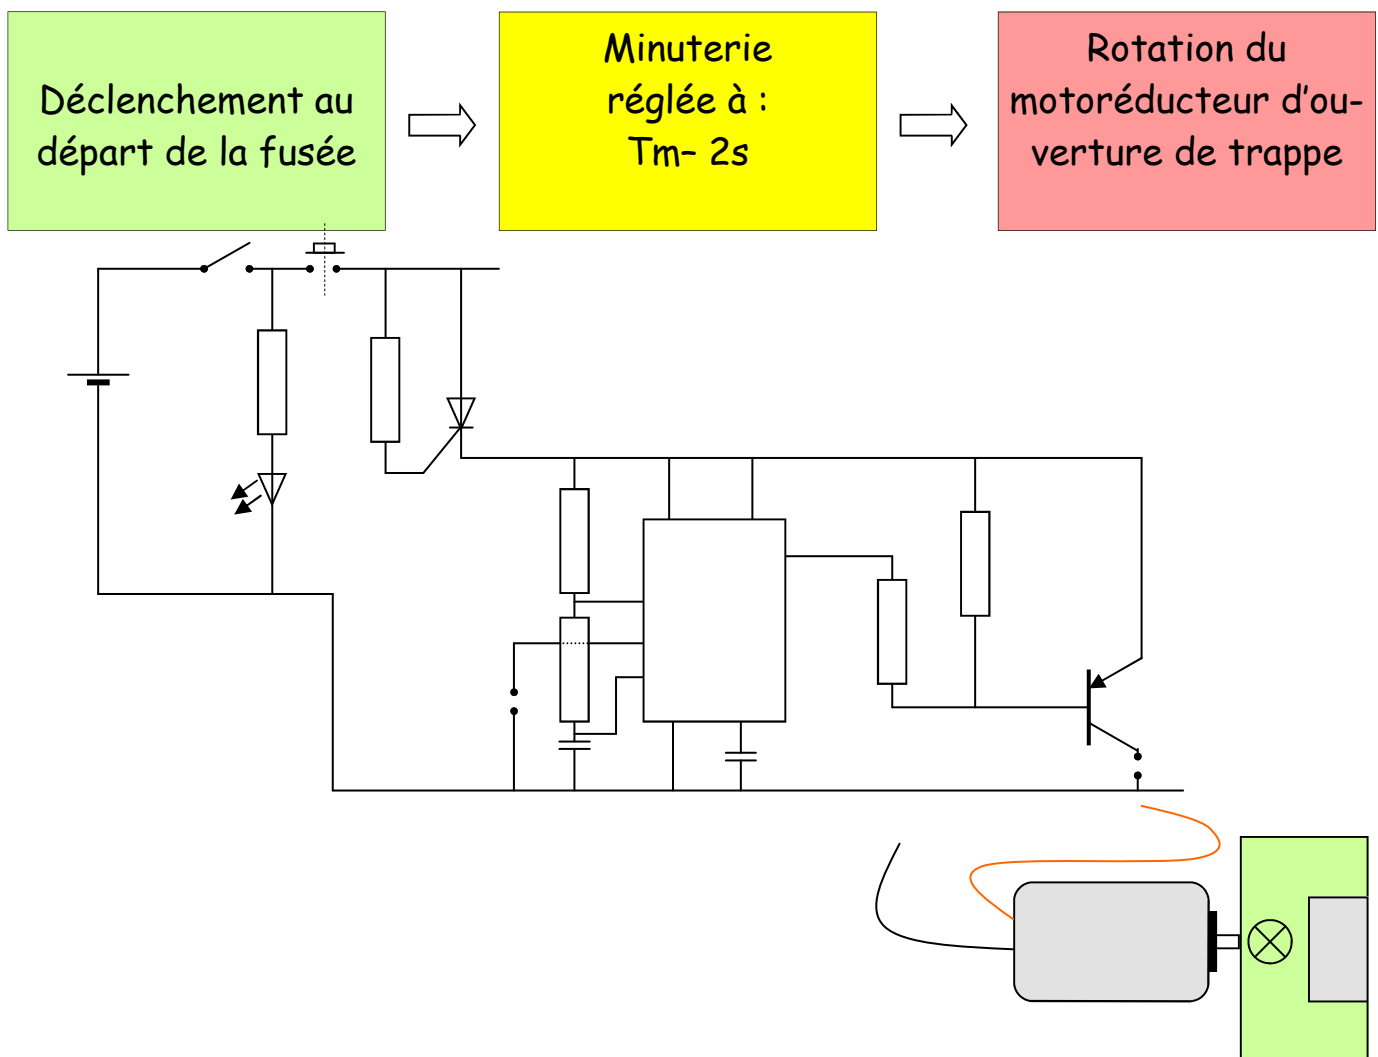 Déclenchement au
départ de la fusée
Minuterie
réglée à :
Tm– 2s
Rotation du
motoréducteur d’ou-
verture de trappe